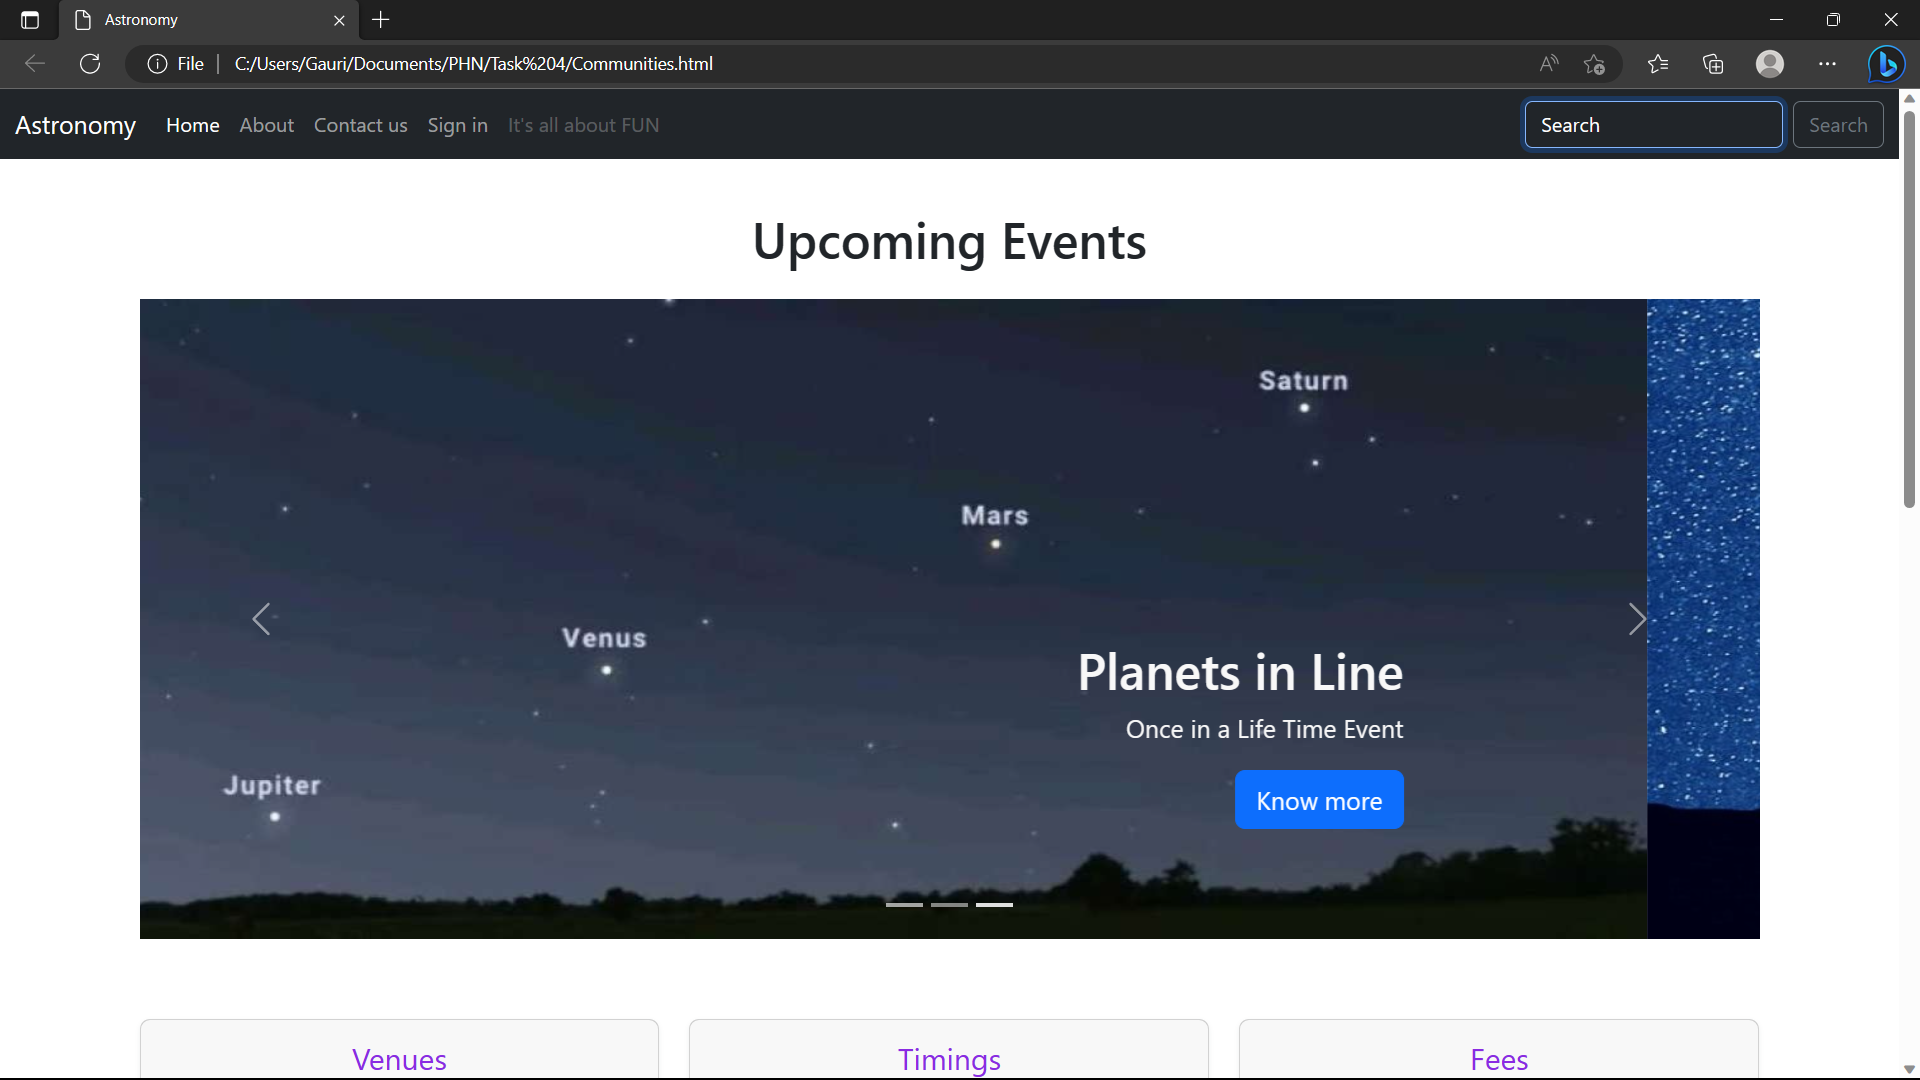 Astronomy
File C:/Users/Gauri/Documents/PHN/Task%204/Communities.html
Astronomy Home About Contact us Sign in It's all about FUN Search Search
Upcoming Events
Saturn
Mars
Venus
Jupiter
Planets in Line
Once in a Life Time Event
Know more
Venues Timings Fees